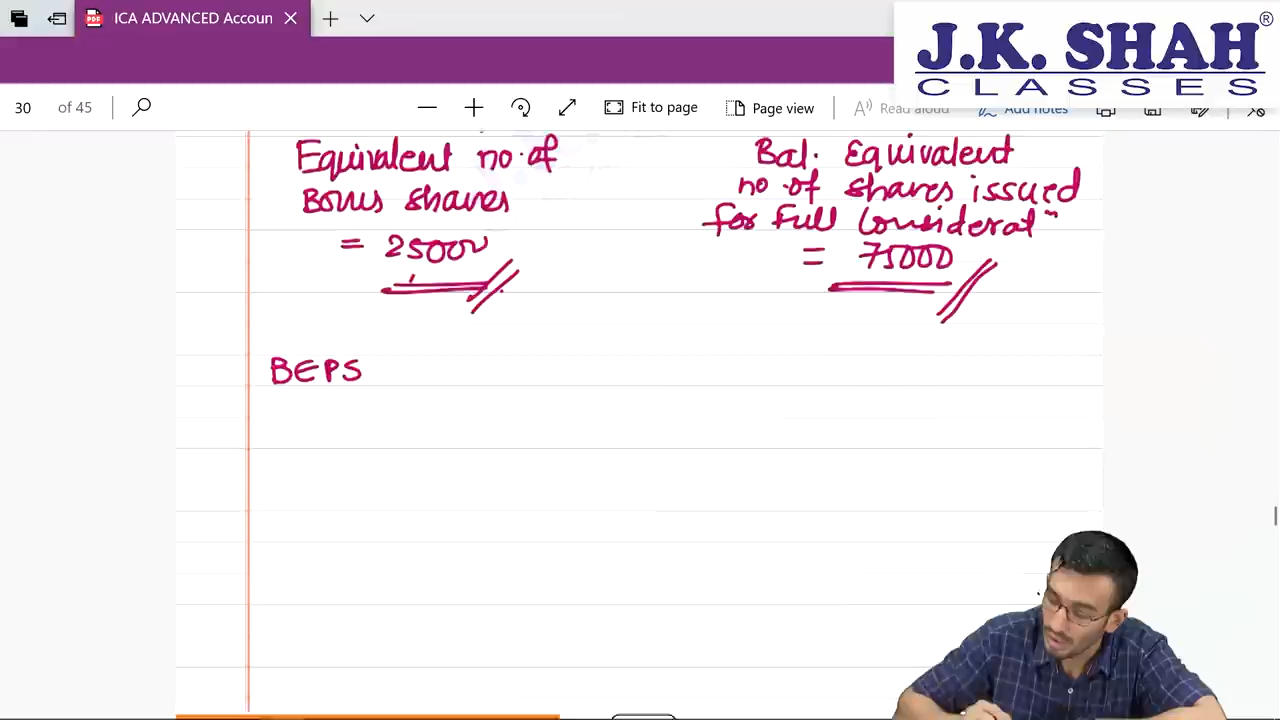 ICA ADVANCED Accoun
J.K. SHAH®
CLASSES
30 of 45
Fit to page
Page view
Read aloud
Add notes
Equivalent no. of
Bonus shares
= 25000
Bal. Equivalent
no of shares issued
for full Considerat"
= 75000
BEPS